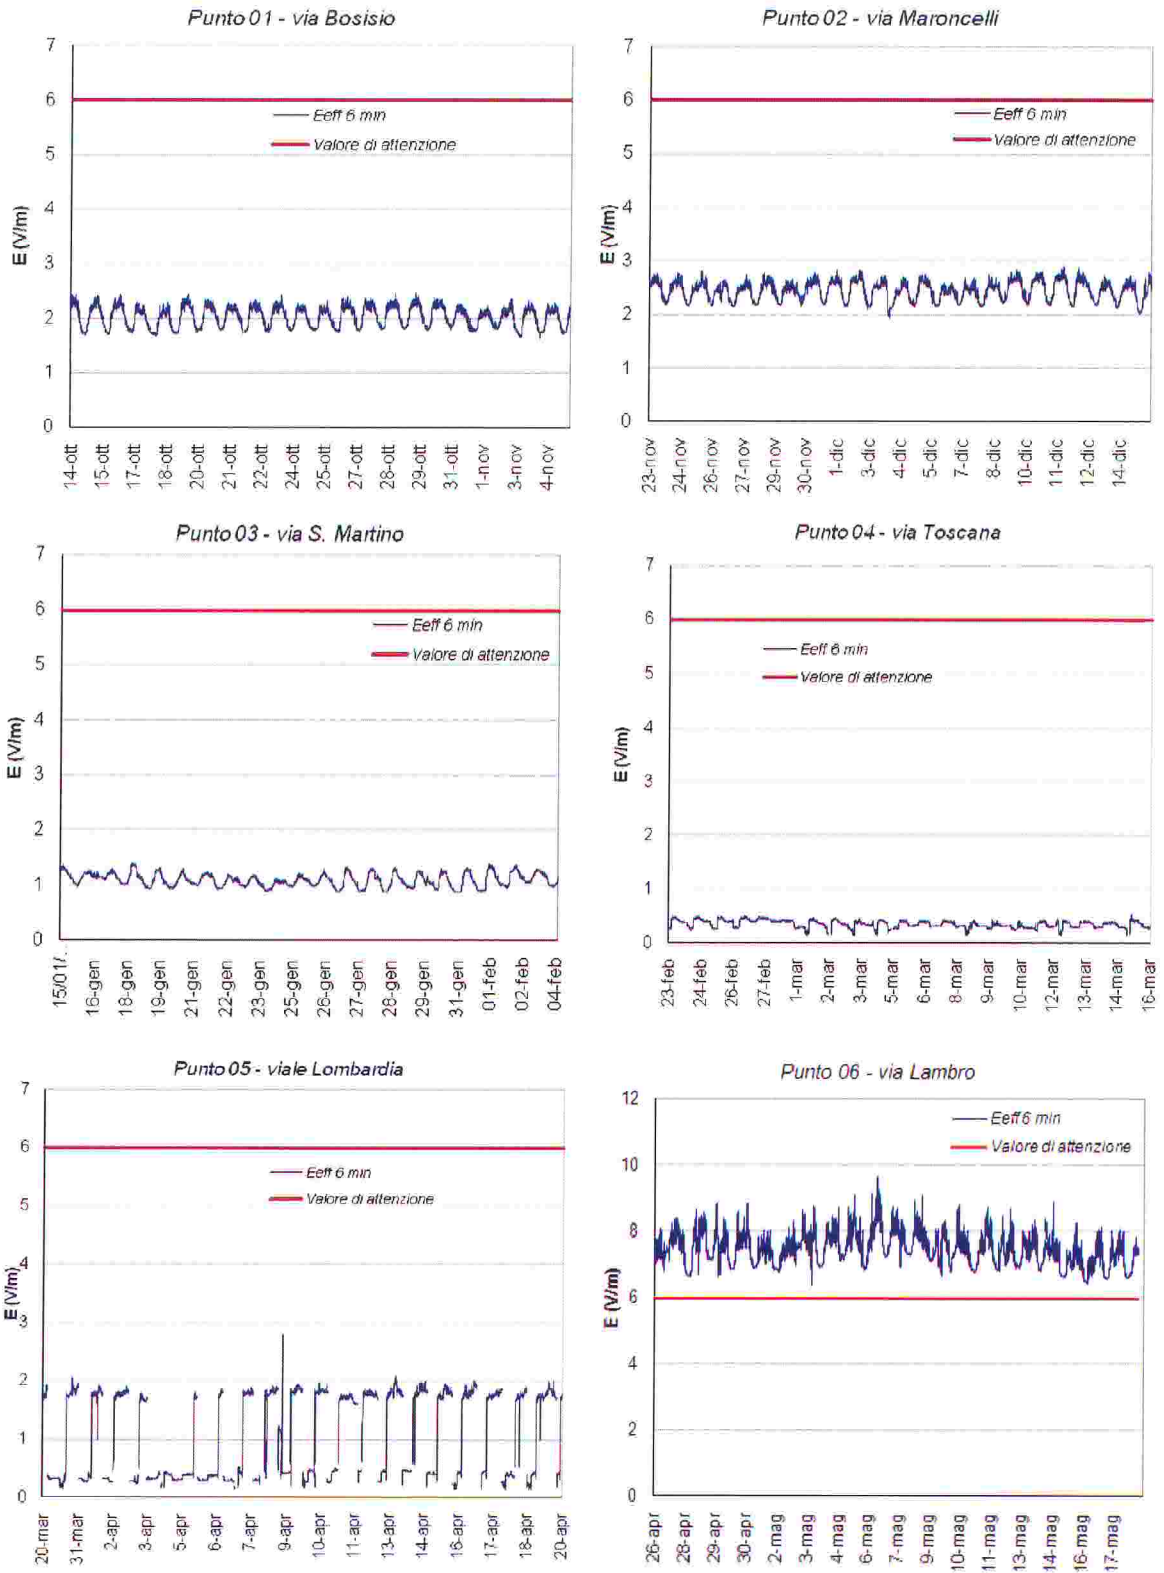 Punto 01 - via Bosisio
7
6
5
4
3
2
1
0
E (V/m)
Eeff 6 min
Valore di attenzione
14-ott
15-ott
17-ott
18-ott
20-ott
21-ott
22-ott
24-ott
25-ott
27-ott
28-ott
29-ott
31-ott
1-nov
3-nov
4-nov
Punto 02 - via Maroncelli
7
6
5
4
3
2
1
0
E (V/m)
Eeff 6 min
Valore di attenzione
23-nov
24-nov
26-nov
27-nov
29-nov
30-nov
1-dic
3-dic
4-dic
5-dic
7-dic
8-dic
10-dic
11-dic
12-dic
14-dic
Punto 03 - via S. Martino
7
6
5
4
3
2
1
0
E (V/m)
Eeff 6 min
Valore di attenzione
15/01/...
16-gen
18-gen
19-gen
21-gen
22-gen
23-gen
25-gen
26-gen
27-gen
28-gen
29-gen
31-gen
01-feb
02-feb
04-feb
Punto 04 - via Toscana
7
6
5
4
3
2
1
0
E (V/m)
Eeff 6 min
Valore di attenzione
23-feb
24-feb
26-feb
27-feb
1-mar
2-mar
3-mar
5-mar
6-mar
8-mar
9-mar
10-mar
12-mar
13-mar
14-mar
16-mar
Punto 05 - viale Lombardia
7
6
5
4
3
2
1
0
E (V/m)
Eeff 6 min
Valore di attenzione
20-mar
31-mar
2-apr
3-apr
5-apr
6-apr
7-apr
9-apr
10-apr
12-apr
13-apr
14-apr
16-apr
17-apr
18-apr
20-apr
Punto 06 - via Lambro
12
10
8
6
4
2
0
E (V/m)
Eeff 6 min
Valore di attenzione
26-apr
28-apr
29-apr
30-apr
2-mag
3-mag
4-mag
6-mag
7-mag
9-mag
10-mag
11-mag
13-mag
14-mag
16-mag
17-mag